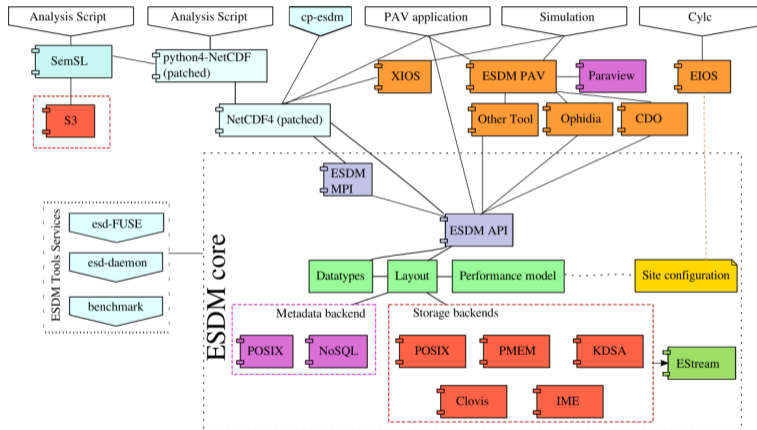 Analysis Script
Analysis Script
cp-esdm
PAV application
Simulation
Cylc
SemSL
python4-NetCDF
(patched)
XIOS
ESDM PAV
Paraview
EIOS
S3
NetCDF4 (patched)
Other Tool
Ophidia
CDO
ESDM
MPI
ESDM Tools Services
esd-FUSE
esd-daemon
benchmark
ESDM core
ESDM API
Datatypes
Layout
Performance model
Site configuration
Metadata backend
Storage backends
POSIX
NoSQL
POSIX
PMEM
KDSA
EStream
Clovis
IME